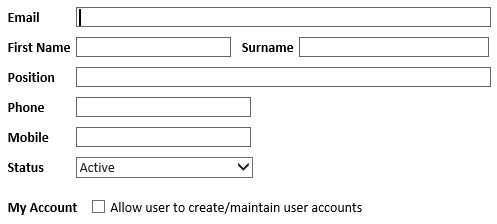 Email
First Name Surname
Position
Phone
Mobile
Status Active
My Account Allow user to create/maintain user accounts